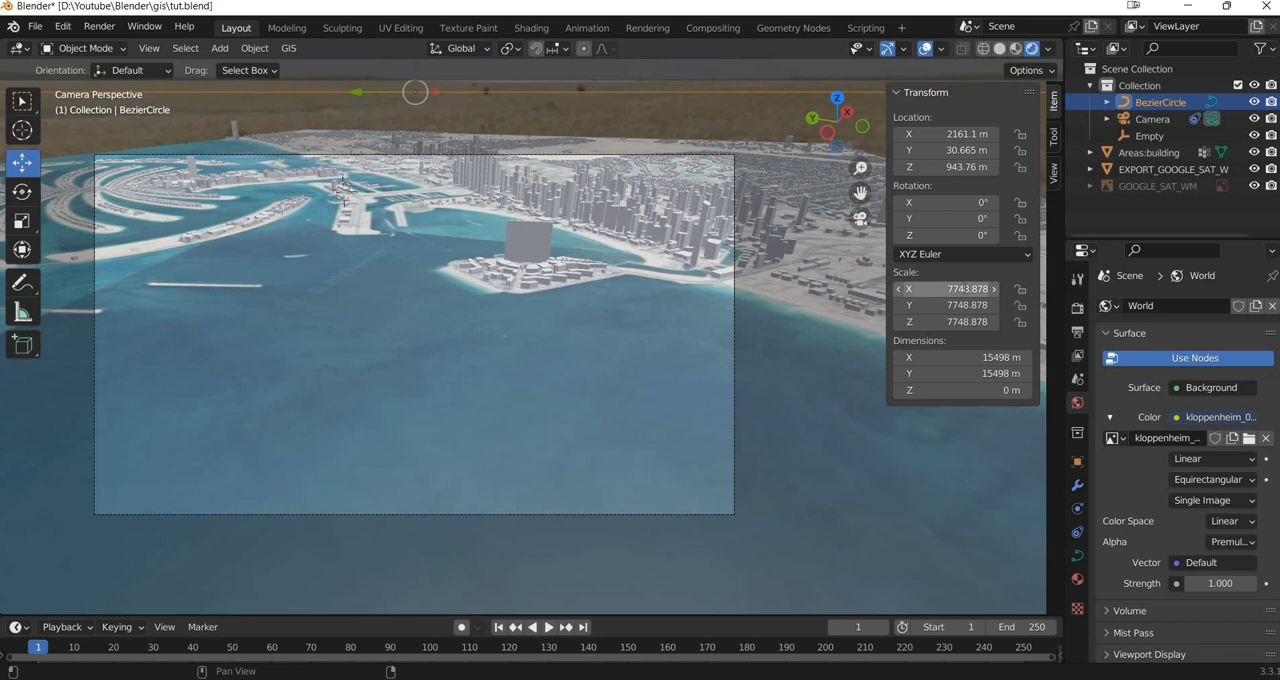 Blender* [D:\Youtube\Blender\gis\tut.blend]
File Edit Render Window Help Layout Modeling Sculpting UV Editing Texture Paint Shading Animation Rendering Compositing Geometry Nodes Scripting + Scene ViewLayer
Object Mode View Select Add Object GIS Global
Orientation: Default Drag: Select Box Options
Camera Perspective
(1) Collection | BezierCircle
Z
X
Y
Transform
Location:
X 2161.1 m
Y 30.665 m
Z 943.76 m
Rotation:
X 0°
Y 0°
Z 0°
XYZ Euler
Scale:
X 7748.878
Y 7748.878
Z 7748.878
Dimensions:
X 15498 m
Y 15498 m
Z 0 m
Item
Tool
View
Scene Collection
Collection
BezierCircle
Camera
Empty
Areas:building
EXPORT_GOOGLE_SAT_W
GOOGLE_SAT_WM
Scene > World
World
Surface
Use Nodes
Surface Background
Color kloppenheim_0...
kloppenheim_...
Linear
Equirectangular
Single Image
Color Space Linear
Alpha Premul...
Vector Default
Strength 1.000
Volume
Mist Pass
Viewport Display
Playback Keying View Marker 1 Start 1 End 250
1 10 20 30 40 50 60 70 80 90 100 110 120 130 140 150 160 170 180 190 200 210 220 230 240 250
Pan View
3.3.1